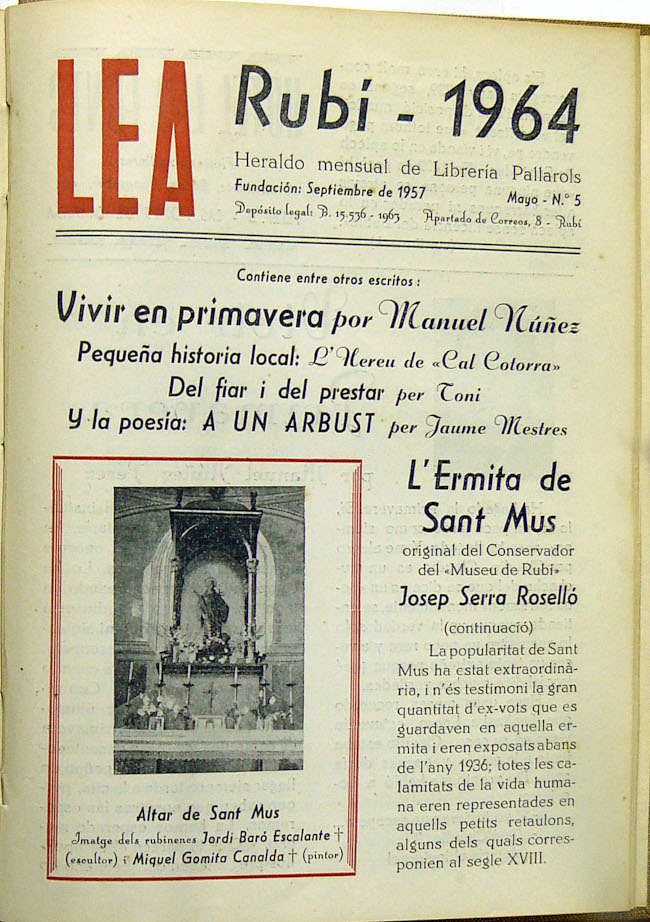 LEA
Rubí - 1964
Heraldo mensual de Librería Pallarols
Fundación: Septiembre de 1957 Mayo - N.° 5
Depósito legal: B. 15.536 - 1963 Apartado de Correos, 8 - Rubí
Contiene entre otros escritos :
Vivir en primavera por Manuel Núñez
Pequeña historia local: L'Hereu de «Cal Cotorra»
Del fiar i del prestar per Toni
Y la poesía: A UN ARBUST per Jaume Mestres
Altar de Sant Mus
Imatge dels rubinencs Jordi Baró Escalante †
(escultor) i Miquel Gomita Canalda † (pintor)
L'Ermita de
Sant Mus
original del Conservador
del «Museu de Rubí»
Josep Serra Roselló
(continuació)
La popularitat de Sant
Mus ha estat extraordinà-
ria, i n'és testimoni la gran
quantitat d'ex-vots que es
guardaven en aquella er-
mita i eren exposats abans
de l'any 1936; totes les ca-
lamitats de la vida huma-
na eren representades en
aquells petits retaulons,
alguns dels quals corres-
ponien al segle XVIII.